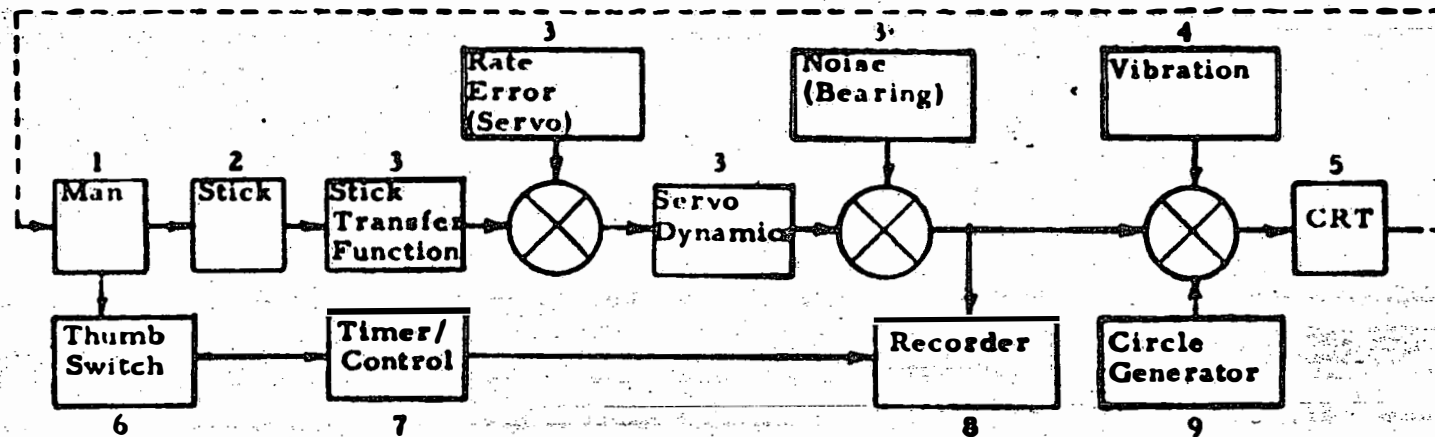 3
3
4
Rate
Error
(Servo)
Noise
(Bearing)
Vibration
1
2
3
5
Man
Stick
Stick
Transfer
Function
Servo
Dynamic
CRT
Thumb
Switch
Timer/
Control
Recorder
Circle
Generator
6
7
8
9